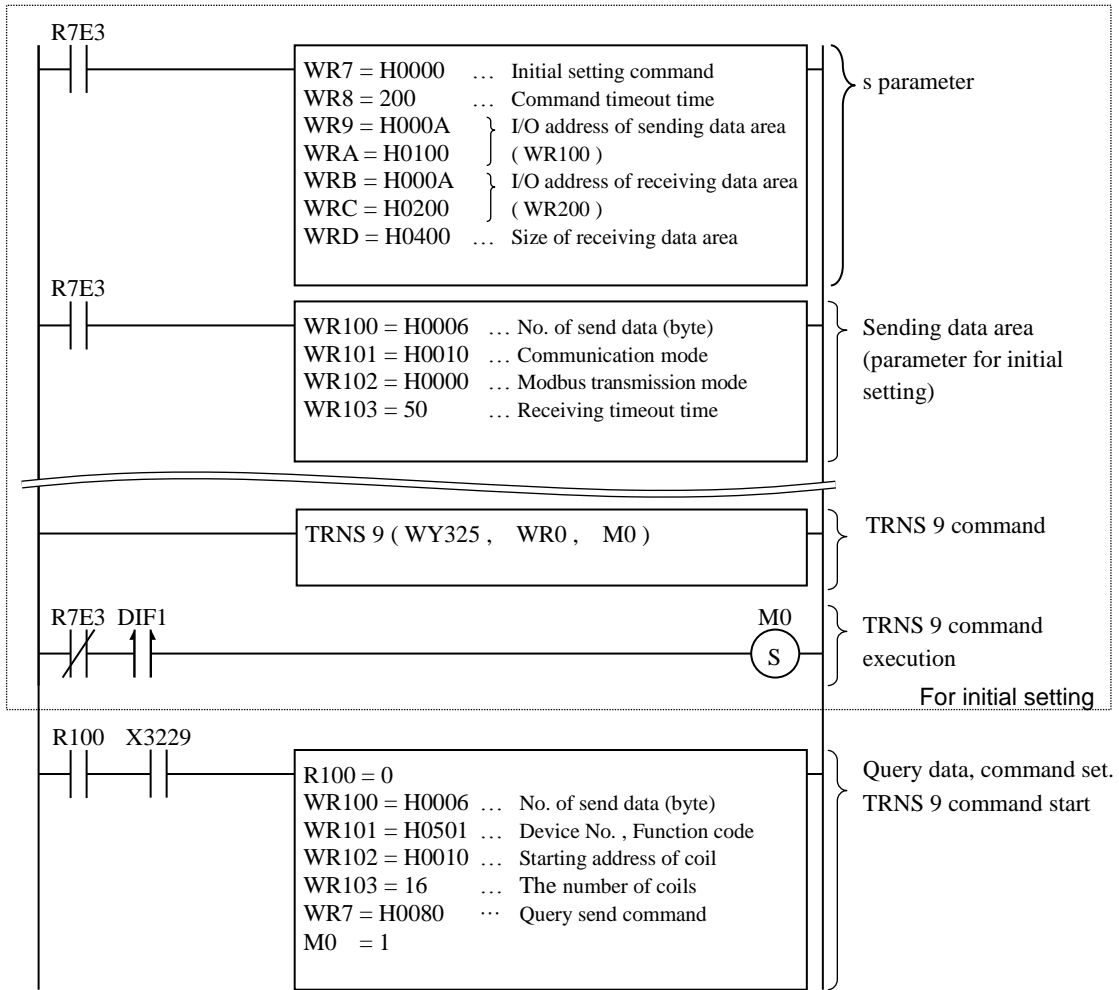 R7E3
WR7 = H0000 … Initial setting command
WR8 = 200 … Command timeout time
WR9 = H000A I/O address of sending data area
WRA = H0100 ( WR100 )
WRB = H000A I/O address of receiving data area
WRC = H0200 ( WR200 )
WRD = H0400 … Size of receiving data area
s parameter
R7E3
WR100 = H0006 … No. of send data (byte)
WR101 = H0010 … Communication mode
WR102 = H0000 … Modbus transmission mode
WR103 = 50 … Receiving timeout time
Sending data area
(parameter for initial
setting)
TRNS 9 ( WY325 , WR0 , M0 )
TRNS 9 command
R7E3 DIF1 M0
S
TRNS 9 command
execution
For initial setting
R100 X3229
R100 = 0
WR100 = H0006 … No. of send data (byte)
WR101 = H0501 … Device No. , Function code
WR102 = H0010 … Starting address of coil
WR103 = 16 … The number of coils
WR7 = H0080 … Query send command
M0 = 1
Query data, command set.
TRNS 9 command start